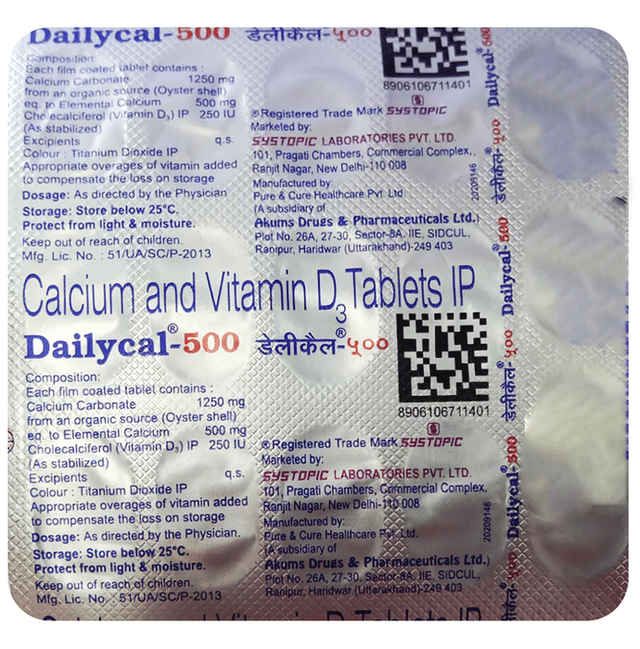 Dailycal-500 डेलीकैल-५००
Composition:
Each film coated tablet contains :
Calcium Carbonate 1250 mg
from an organic source (Oyster shell)
eq. to Elemental Calcium 500 mg
Cholecalciferol (Vitamin D₃) IP 250 IU
(As stabilized)
Excipients q.s.
Colour : Titanium Dioxide IP
Appropriate overages of vitamin added
to compensate the loss on storage
Dosage: As directed by the Physician
Storage: Store below 25°C.
Protect from light & moisture.
Keep out of reach of children.
Mfg. Lic. No. : 51/UA/SC/P-2013
8906106711401
®Registered Trade Mark SYSTOPIC
Marketed by:
SYSTOPIC LABORATORIES PVT. LTD.
101, Pragati Chambers, Commercial Complex,
Ranjit Nagar, New Delhi-110 008
Manufactured by:
Pure & Cure Healthcare Pvt. Ltd.
(A subsidiary of
Akums Drugs & Pharmaceuticals Ltd.)
Plot No. 26A, 27-30, Sector-8A, IIE, SIDCUL,
Ranipur, Haridwar (Uttarakhand)-249 403
20209146
Calcium and Vitamin D₃ Tablets IP
Dailycal®-500 डेलीकैल®-५००
Composition:
Each film coated tablet contains :
Calcium Carbonate 1250 mg
from an organic source (Oyster shell)
eq. to Elemental Calcium 500 mg
Cholecalciferol (Vitamin D₃) IP 250 IU
(As stabilized)
Excipients q.s.
Colour : Titanium Dioxide IP
Appropriate overages of vitamin added
to compensate the loss on storage
Dosage: As directed by the Physician.
Storage: Store below 25°C.
Protect from light & moisture.
Keep out of reach of children.
Mfg. Lic. No. : 51/UA/SC/P-2013
8906106711401
®Registered Trade Mark SYSTOPIC
Marketed by:
SYSTOPIC LABORATORIES PVT. LTD.
101, Pragati Chambers, Commercial Complex,
Ranjit Nagar, New Delhi-110 008
Manufactured by:
Pure & Cure Healthcare Pvt. Ltd.
(A subsidiary of
Akums Drugs & Pharmaceuticals Ltd.)
Plot No. 26A, 27-30, Sector-8A, IIE, SIDCUL,
Ranipur, Haridwar (Uttarakhand)-249 403
20209146
Dailycal®-500 डेलीकैल®-५०० Dailycal®-500 डेलीकैल®-५०० Dailycal®-500
Calcium and Vitamin D₃ Tablets IP